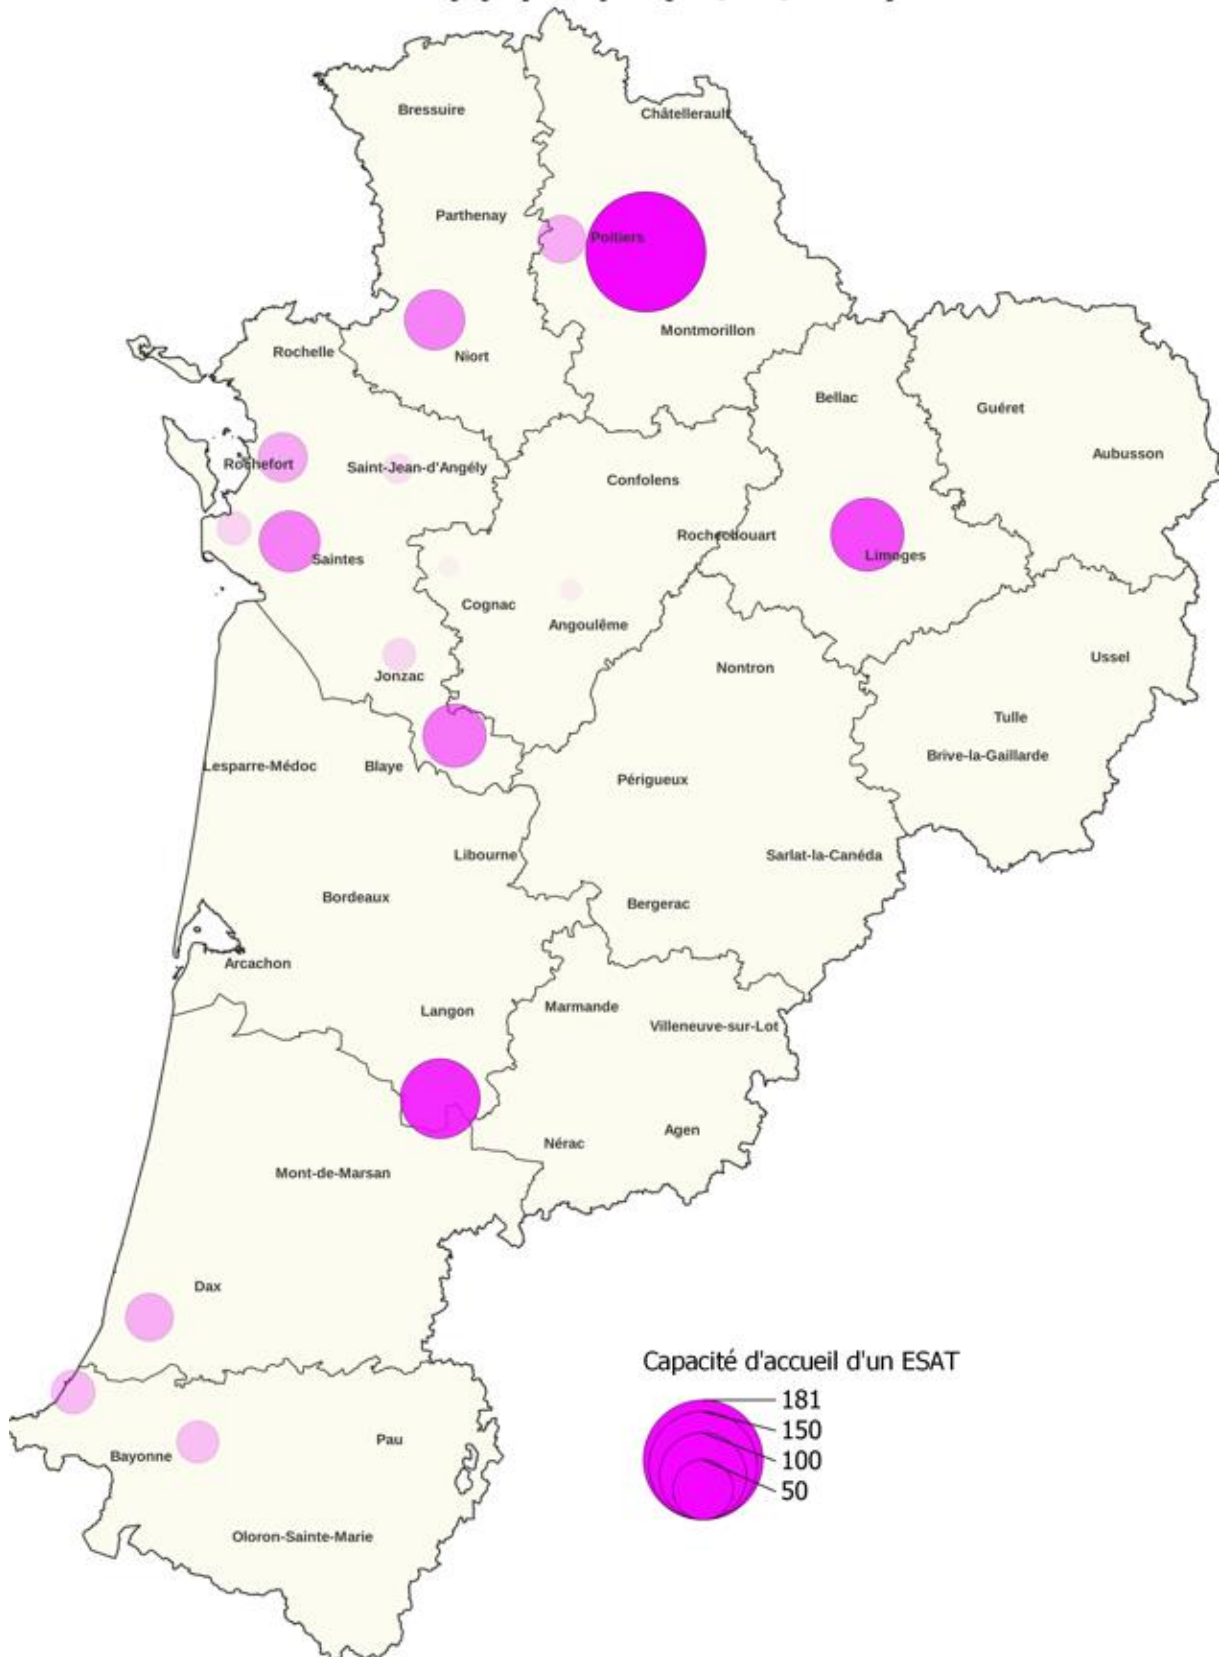 Bressuire
Châtellerault
Parthenay
Poitiers
Montmorillon
Rochelle
Niort
Bellac
Guéret
Aubusson
Rochefort
Saint-Jean-d'Angély
Confolens
Rochechouart
Limoges
Saintes
Cognac
Angoulême
Jonzac
Nontron
Ussel
Tulle
Brive-la-Gaillarde
Lesparre-Médoc
Blaye
Périgueux
Libourne
Sarlat-la-Canéda
Bordeaux
Bergerac
Arcachon
Langon
Marmande
Villeneuve-sur-Lot
Agen
Nérac
Mont-de-Marsan
Dax
Capacité d'accueil d'un ESAT
181
150
100
50
Pau
Bayonne
Oloron-Sainte-Marie